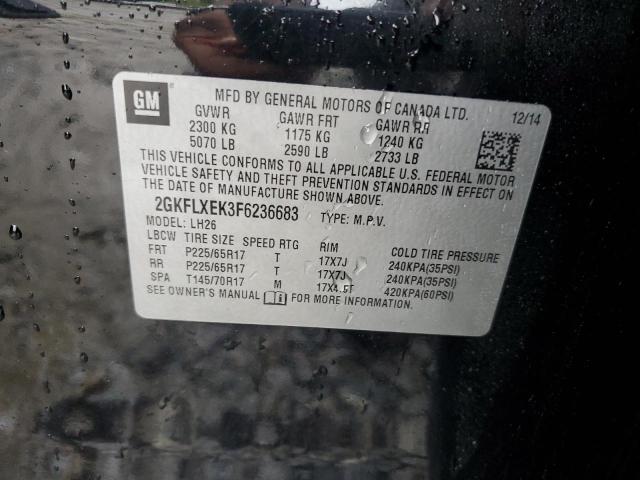 GM
MFD BY GENERAL MOTORS OF CANADA LTD.
12/14
GVWR GAWR FRT GAWR RR
2300 KG 1175 KG 1240 KG
5070 LB 2590 LB 2733 LB
THIS VEHICLE CONFORMS TO ALL APPLICABLE U.S. FEDERAL MOTOR
VEHICLE SAFETY AND THEFT PREVENTION STANDARDS IN EFFECT ON
THE DATE OF MANUFACTURE SHOWN ABOVE.
2GKFLXEK3F6236683 TYPE: M.P.V.
MODEL: LH26
LBCW TIRE SIZE SPEED RTG RIM COLD TIRE PRESSURE
FRT P225/65R17 T 17X7J 240KPA(35PSI)
RR P225/65R17 T 17X7J 240KPA(35PSI)
SPA T145/70R17 M 17X4.5T 420KPA(60PSI)
SEE OWNER'S MANUAL FOR MORE INFORMATION.